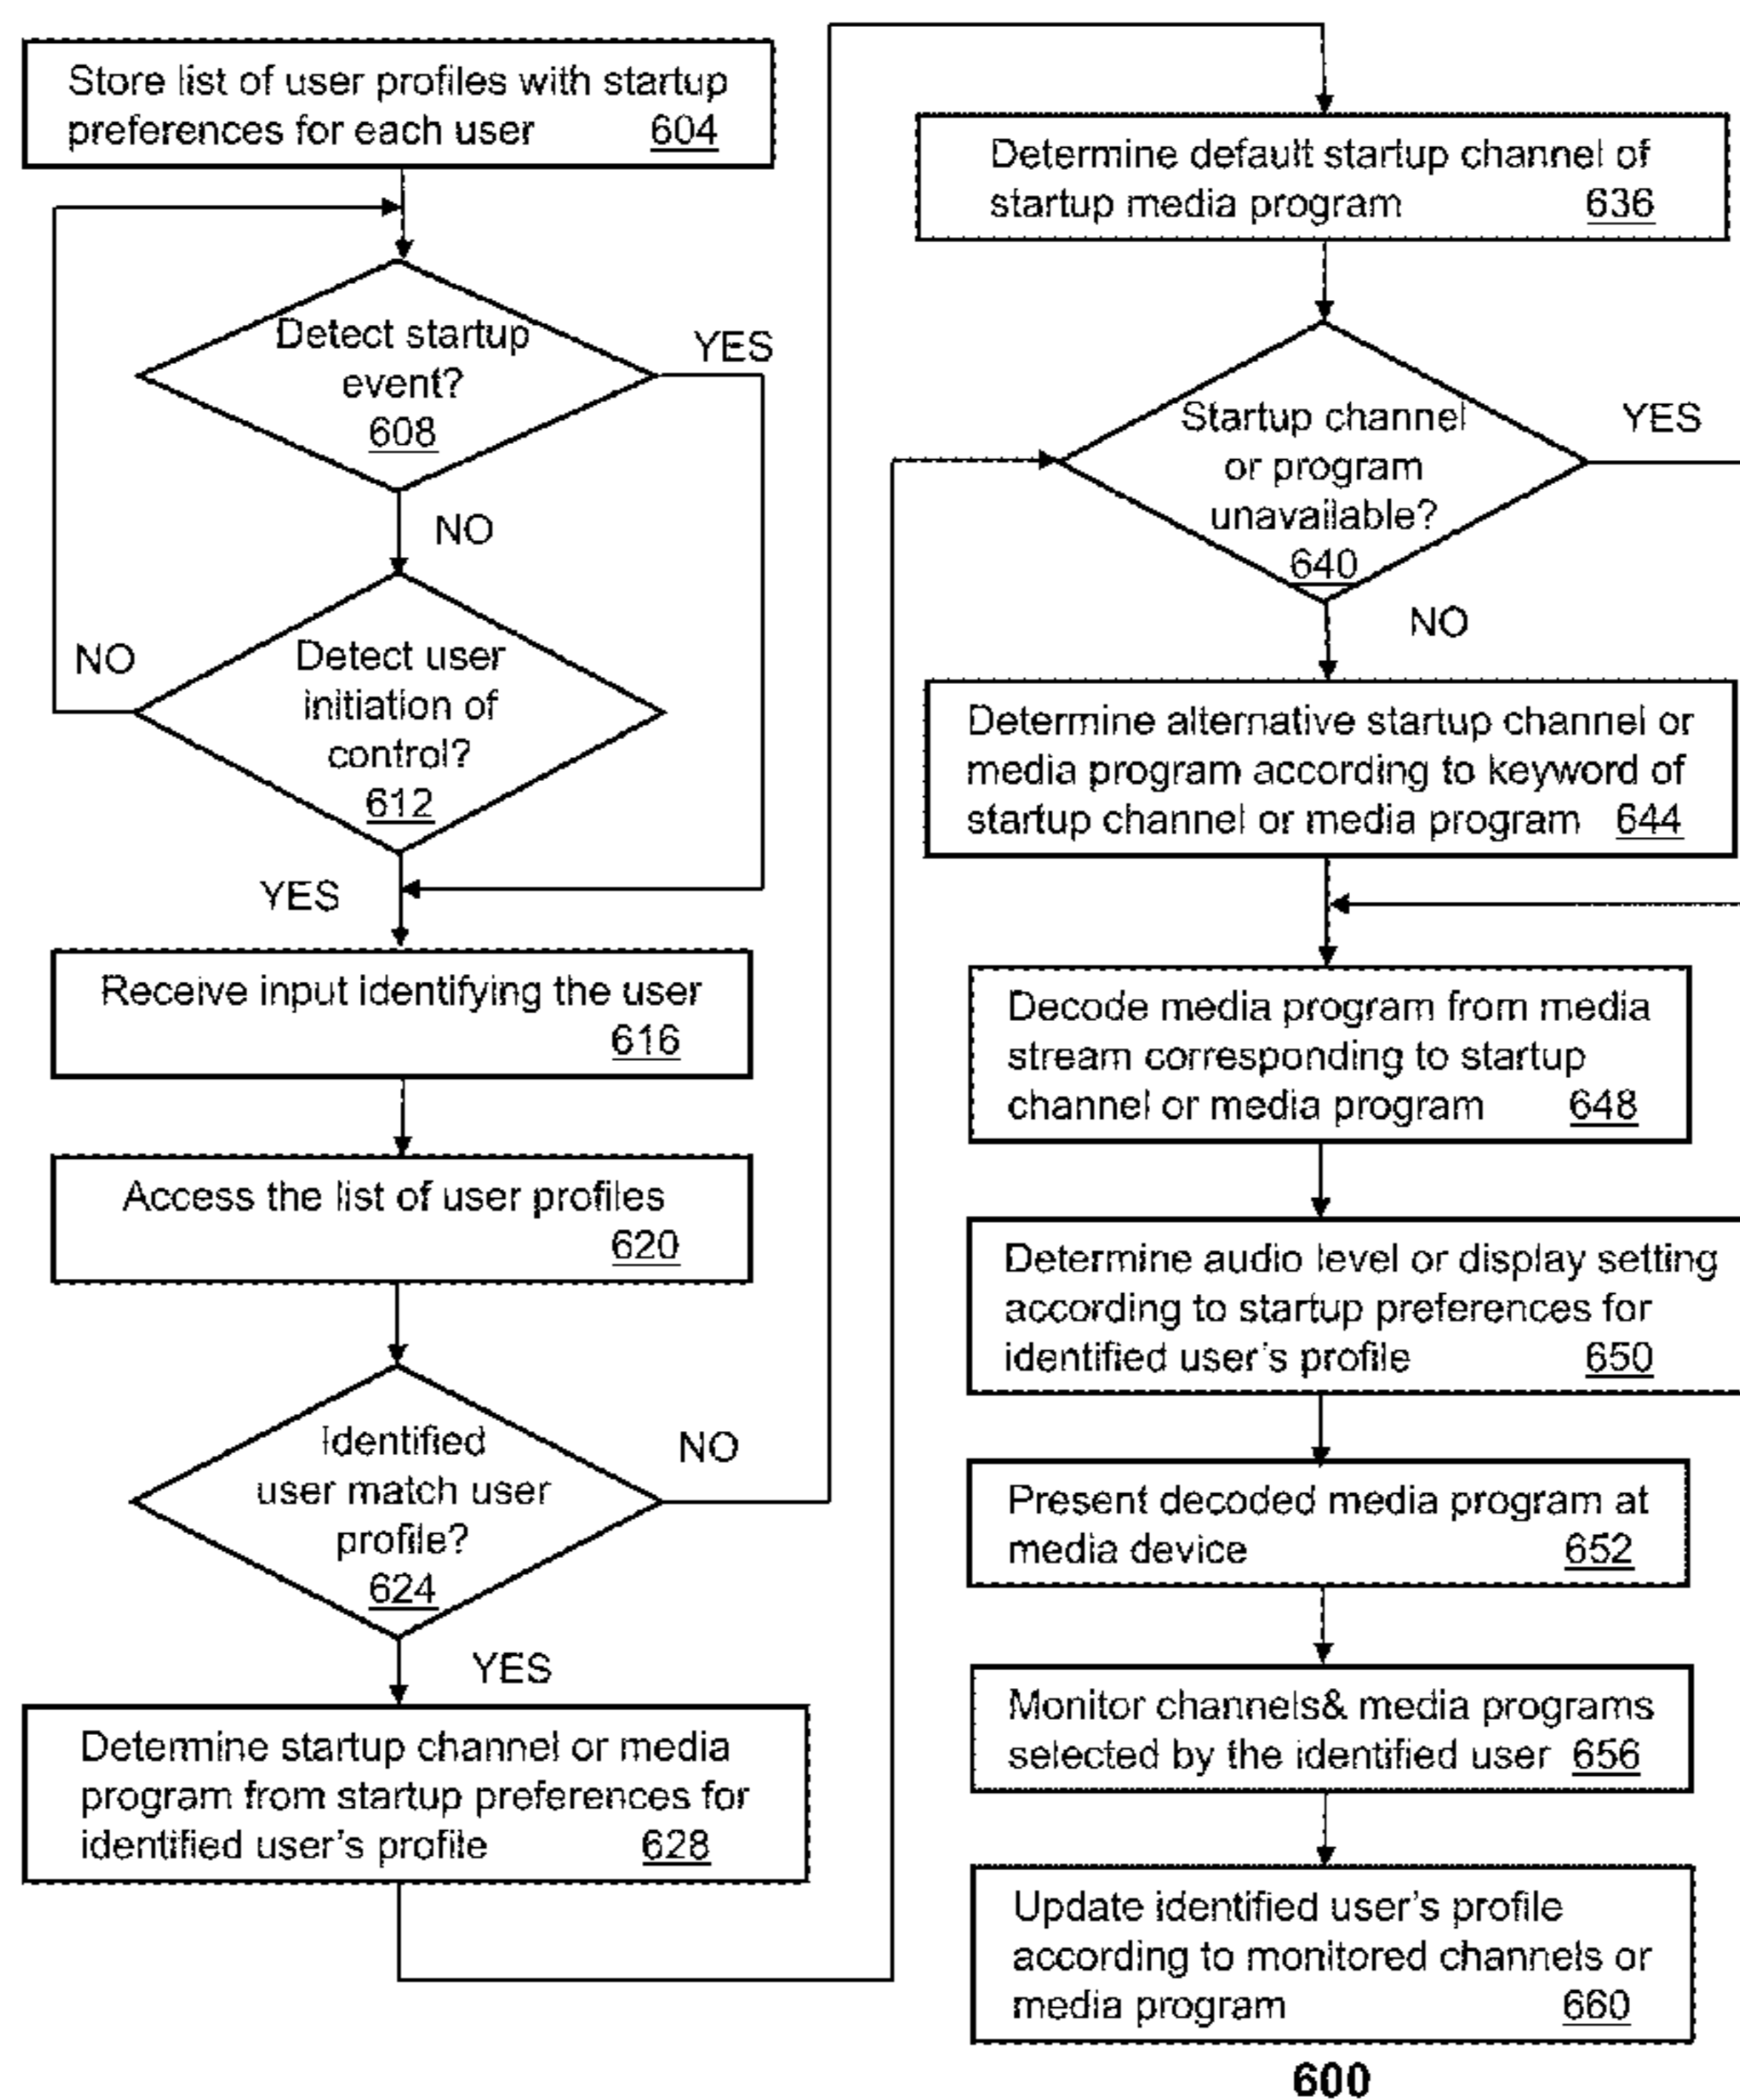 Store list of user profiles with startup
preferences for each user 604
Detect startup
event?
608
YES
NO
Detect user
initiation of
control?
612
NO
YES
Receive input identifying the user
616
Access the list of user profiles
620
Identified
user match user
profile?
624
NO
YES
Determine startup channel or media
program from startup preferences for
identified user's profile 628
Determine default startup channel of
startup media program 636
Startup channel
or program
unavailable?
640
YES
NO
Determine alternative startup channel or
media program according to keyword of
startup channel or media program 644
Decode media program from media
stream corresponding to startup
channel or media program 648
Determine audio level or display setting
according to startup preferences for
identified user's profile 650
Present decoded media program at
media device 652
Monitor channels& media programs
selected by the identified user 656
Update identified user's profile
according to monitored channels or
media program 660
600